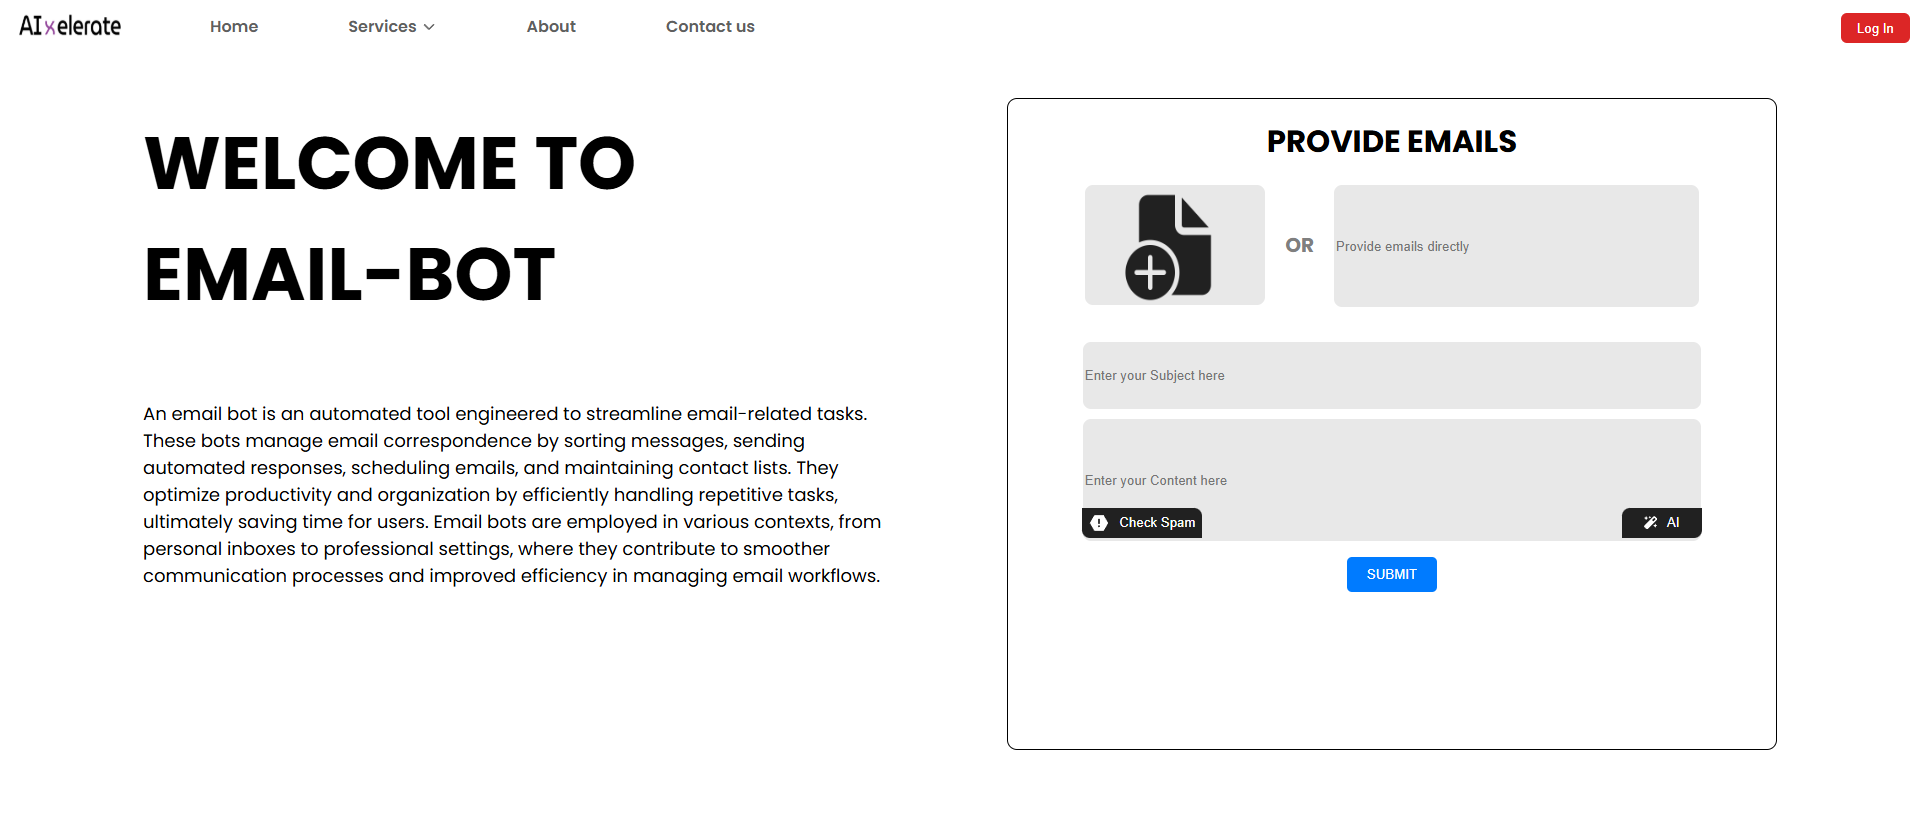 AIxelerate
Home
Services
About
Contact us
Log In
WELCOME TO
EMAIL-BOT
An email bot is an automated tool engineered to streamline email-related tasks.
These bots manage email correspondence by sorting messages, sending
automated responses, scheduling emails, and maintaining contact lists. They
optimize productivity and organization by efficiently handling repetitive tasks,
ultimately saving time for users. Email bots are employed in various contexts, from
personal inboxes to professional settings, where they contribute to smoother
communication processes and improved efficiency in managing email workflows.
PROVIDE EMAILS
OR
Provide emails directly
Enter your Subject here
Enter your Content here
Check Spam
AI
SUBMIT